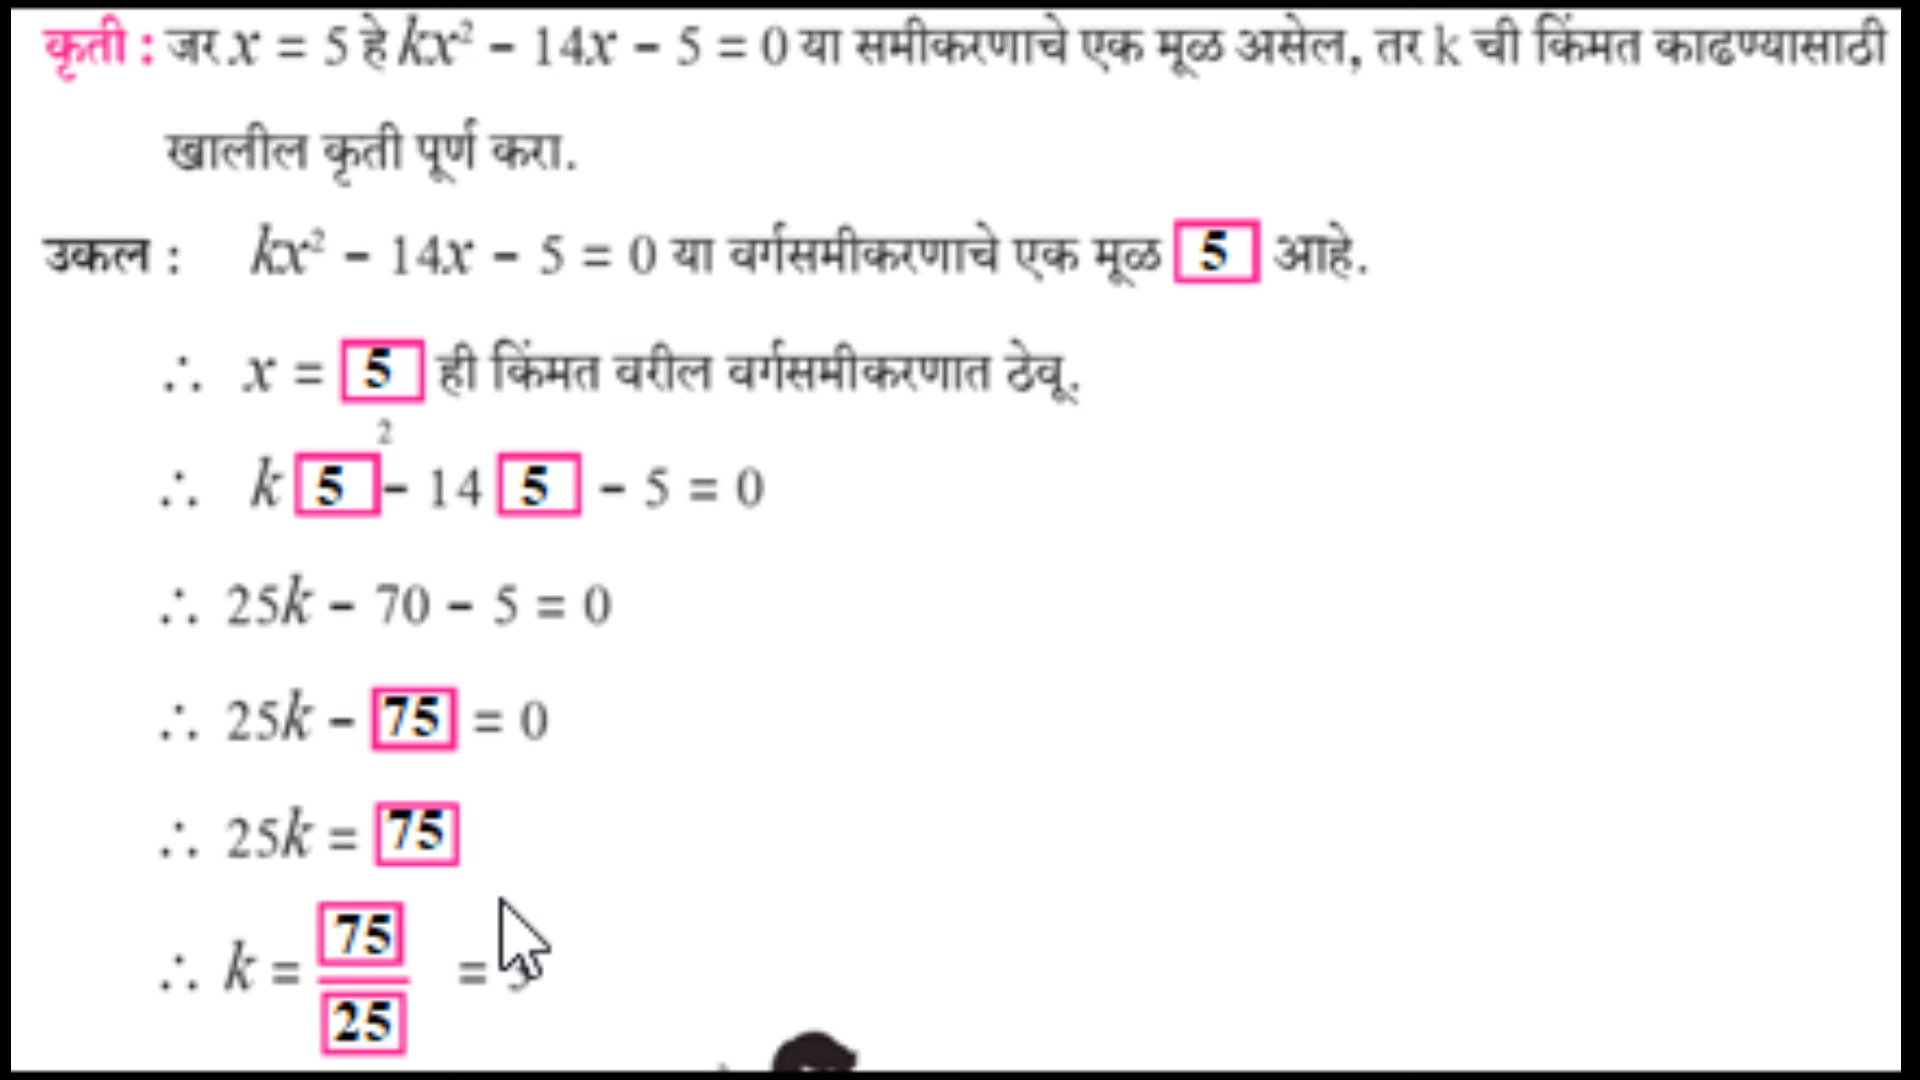 कृती : जर x = 5 हे kx² − 14x − 5 = 0 या समीकरणाचे एक मूळ असेल, तर k ची किंमत काढण्यासाठी
खालील कृती पूर्ण करा.
उकल : kx² − 14x − 5 = 0 या वर्गसमीकरणाचे एक मूळ 5 आहे.
∴ x = 5 ही किंमत वरील वर्गसमीकरणात ठेवू.
∴ k 5² − 14 5 − 5 = 0
∴ 25k − 70 − 5 = 0
∴ 25k − 75 = 0
∴ 25k = 75
∴ k = 75/25 =